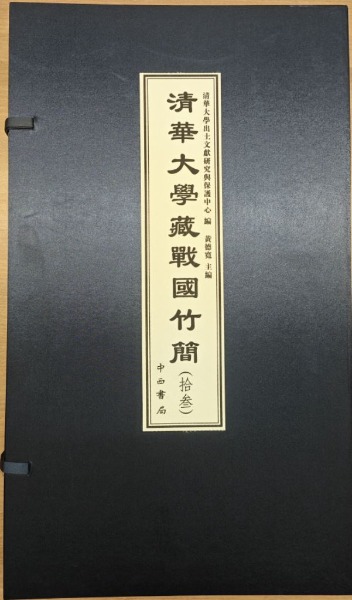 清華大學出土文獻研究與保護中心 編 黃德寬 主編
清華大學藏戰國竹簡(拾叁)
中西書局